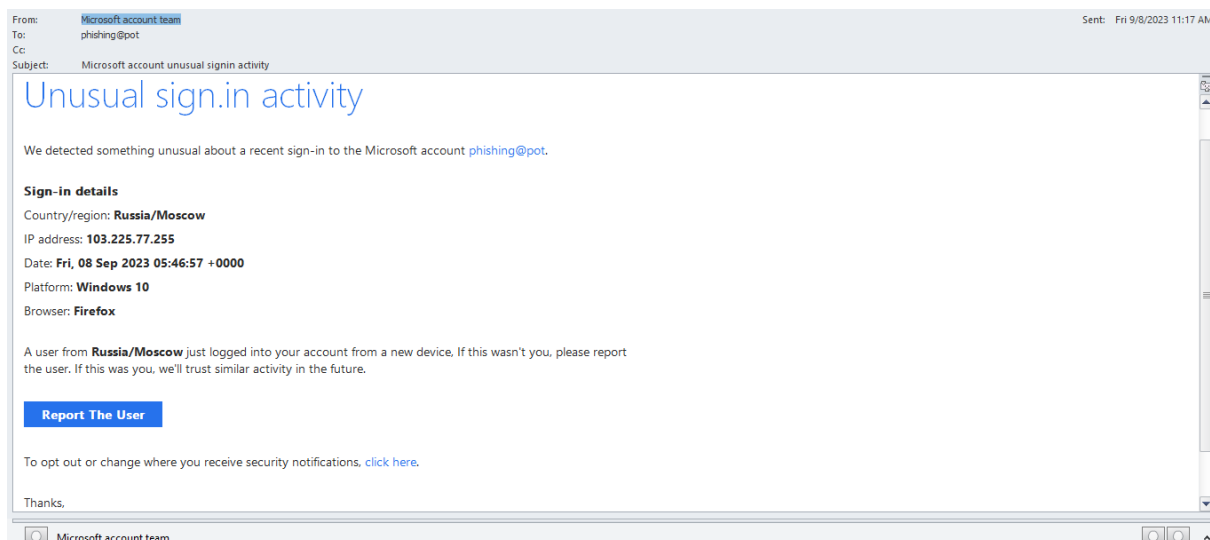 From: Microsoft account team Sent: Fri 9/8/2023 11:17 AM
To: phishing@pot
Cc:
Subject: Microsoft account unusual signin activity
Unusual sign.in activity
We detected something unusual about a recent sign-in to the Microsoft account phishing@pot.
Sign-in details
Country/region: Russia/Moscow
IP address: 103.225.77.255
Date: Fri, 08 Sep 2023 05:46:57 +0000
Platform: Windows 10
Browser: Firefox
A user from Russia/Moscow just logged into your account from a new device, If this wasn't you, please report
the user. If this was you, we'll trust similar activity in the future.
Report The User
To opt out or change where you receive security notifications, click here.
Thanks,
Microsoft account team